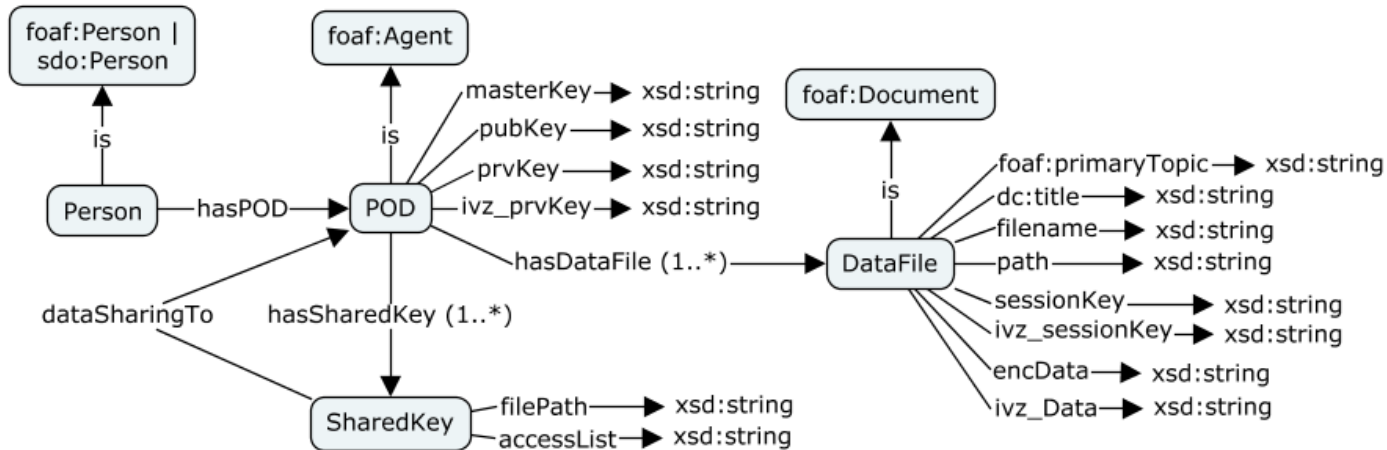 foaf:Person |
sdo:Person
foaf:Agent
foaf:Document
is
is
is
masterKey xsd:string
pubKey xsd:string
prvKey xsd:string
ivz_prvKey xsd:string
Person hasPOD POD
hasDataFile (1..*) DataFile
foaf:primaryTopic xsd:string
dc:title xsd:string
filename xsd:string
path xsd:string
sessionKey xsd:string
ivz_sessionKey xsd:string
encData xsd:string
ivz_Data xsd:string
dataSharingTo hasSharedKey (1..*)
SharedKey
filePath xsd:string
accessList xsd:string